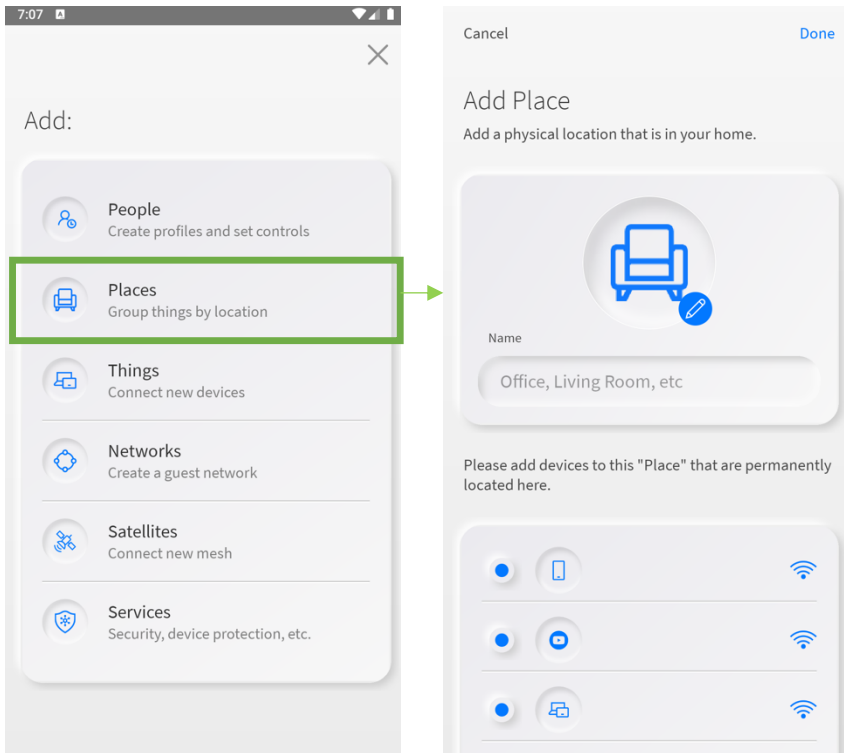 7:07
Add:
People
Create profiles and set controls
Places
Group things by location
Things
Connect new devices
Networks
Create a guest network
Satellites
Connect new mesh
Services
Security, device protection, etc.
Cancel
Done
Add Place
Add a physical location that is in your home.
Name
Office, Living Room, etc
Please add devices to this "Place" that are permanently
located here.